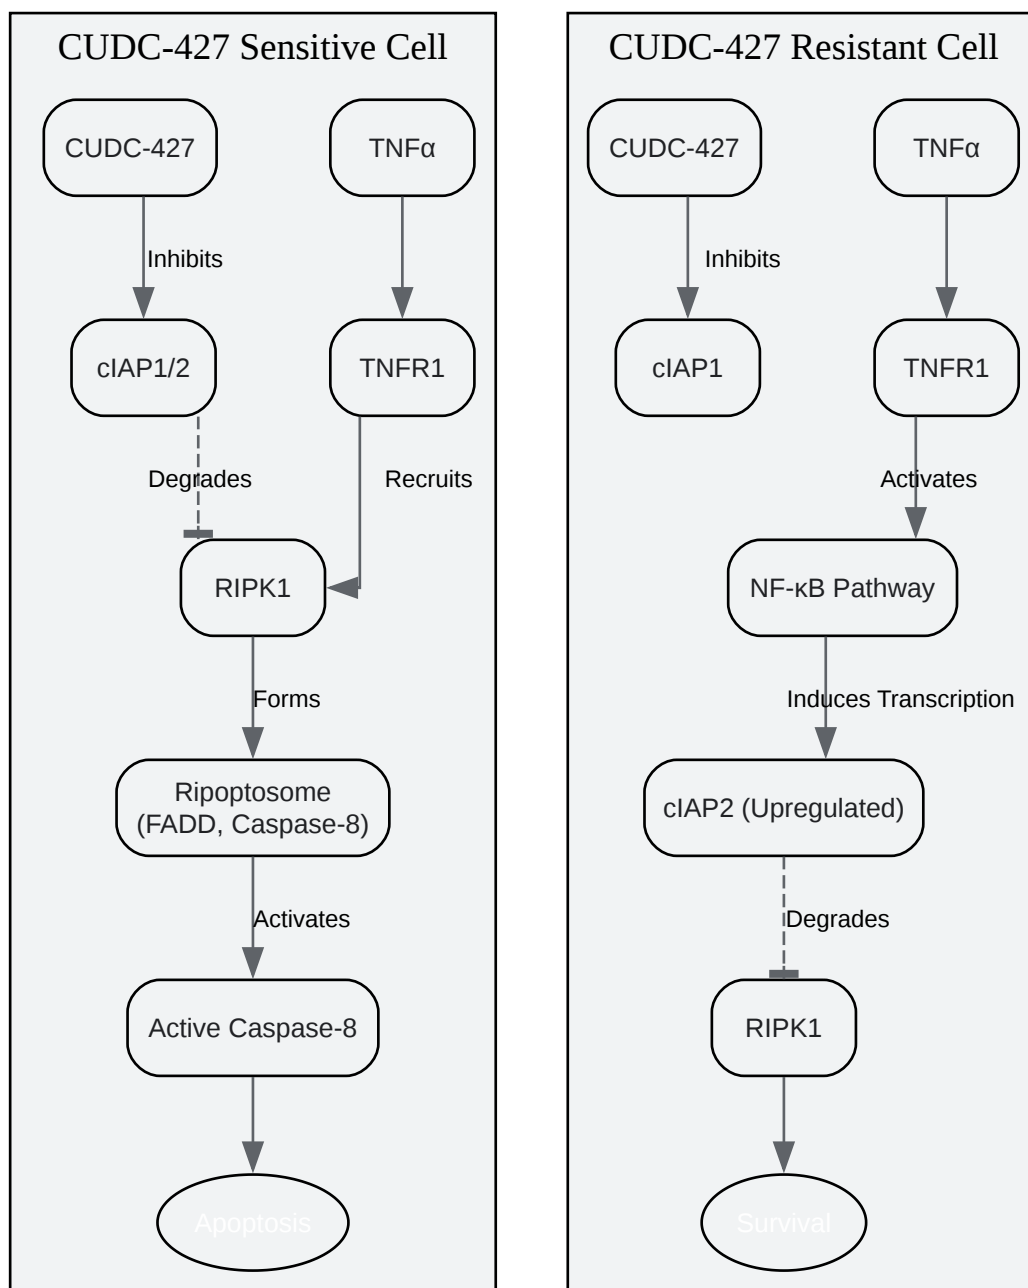 CUDC-427 Sensitive Cell
CUDC-427
TNFα
Inhibits
cIAP1/2
TNFR1
Degrades
Recruits
RIPK1
Forms
Ripoptosome
(FADD, Caspase-8)
Activates
Active Caspase-8
Apoptosis
CUDC-427 Resistant Cell
CUDC-427
TNFα
Inhibits
cIAP1
TNFR1
Activates
NF-κB Pathway
Induces Transcription
cIAP2 (Upregulated)
Degrades
RIPK1
Survival